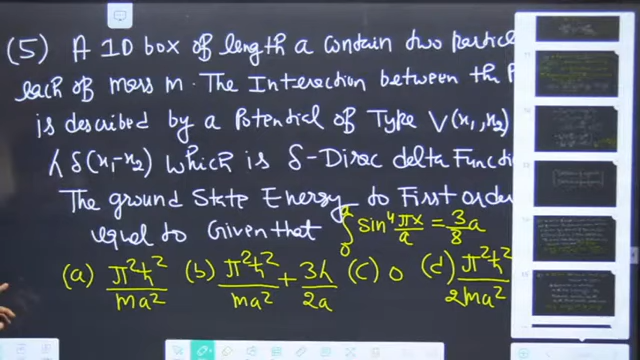 (5) A 1D box of length a contain two particl
each of mass m. The Interaction between the P
is described by a Potential of Type V(x₁,x₂)
λ δ(x₁-x₂) Which is δ-Dirac delta Functi
The ground State Energy to First order
equal to Given that ∫₀ᵃ Sin⁴ πx/a = 3/8 a
(a) π²ħ²/ma² (b) π²ħ²/ma² + 3λ/2a (c) 0 (d) π²ħ²/2ma²